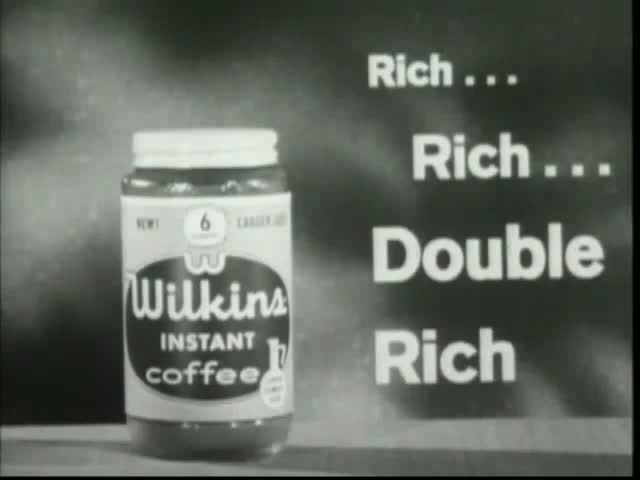 Rich...
Rich...
Double
Rich
NEW! 6 LARGER JAR
Wilkins
INSTANT
coffee